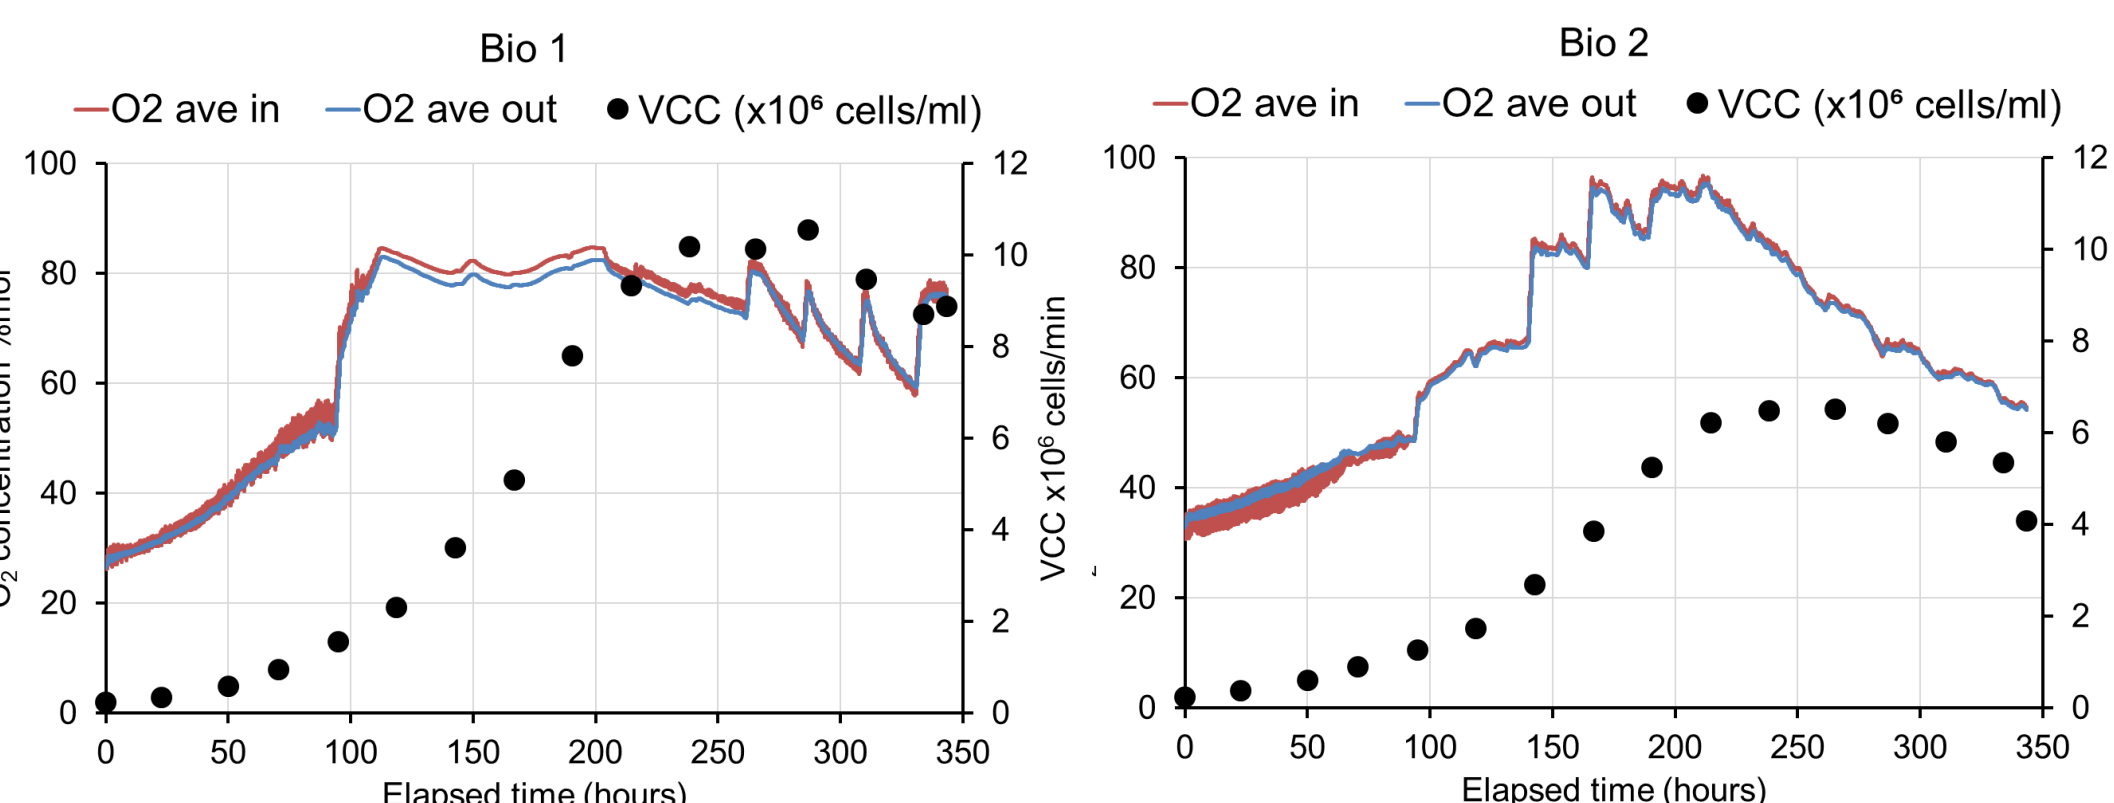 Bio 1
O2 ave in O2 ave out VCC (x10⁶ cells/ml)
100
80
60
40
20
0
12
10
8
6
4
2
0
0 50 100 150 200 250 300 350
O₂ concentration %mol
VCC x10⁶ cells/min
Elapsed time (hours)
Bio 2
O2 ave in O2 ave out VCC (x10⁶ cells/ml)
100
80
60
40
20
0
12
10
8
6
4
2
0
0 50 100 150 200 250 300 350
Elapsed time (hours)